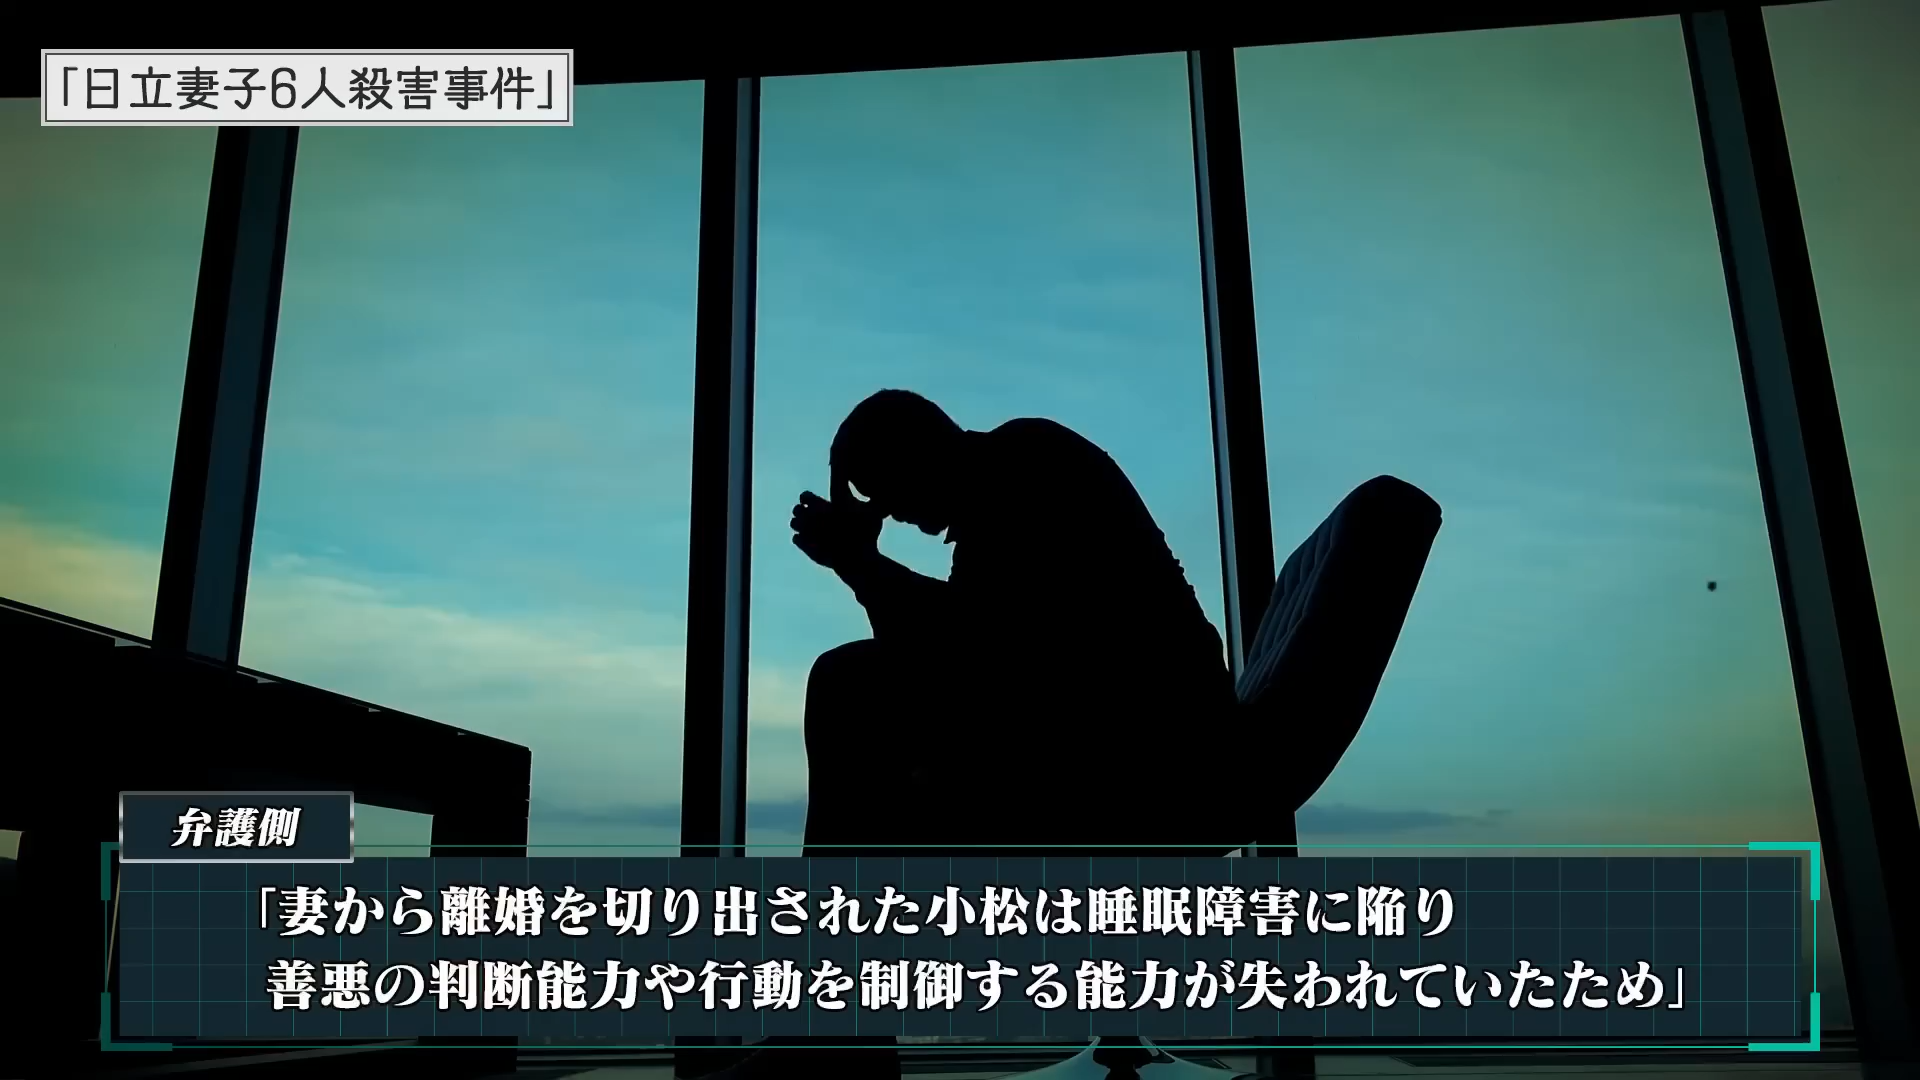 「日立妻子6人殺害事件」
弁護側
「妻から離婚を切り出された小松は睡眠障害に陥り
善悪の判断能力や行動を制御する能力が失われていたため」